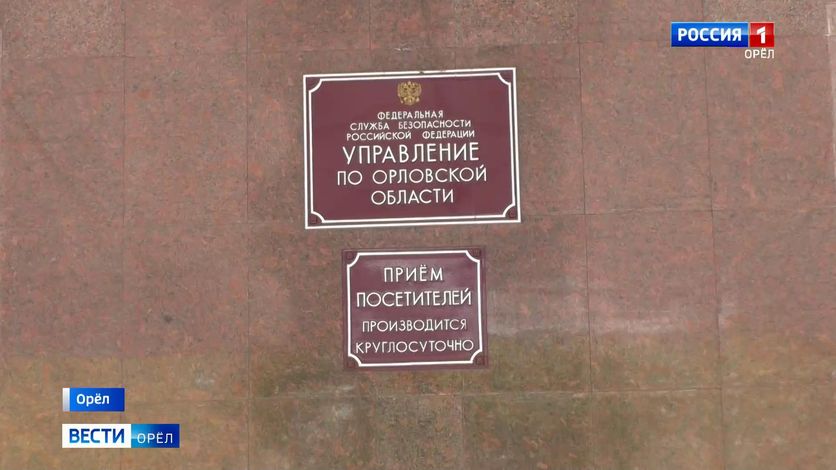 РОССИЯ 1
ОРЁЛ
ФЕДЕРАЛЬНАЯ
СЛУЖБА БЕЗОПАСНОСТИ
РОССИЙСКОЙ ФЕДЕРАЦИИ
УПРАВЛЕНИЕ
ПО ОРЛОВСКОЙ
ОБЛАСТИ
ПРИЁМ
ПОСЕТИТЕЛЕЙ
ПРОИЗВОДИТСЯ
КРУГЛОСУТОЧНО
Орёл
ВЕСТИ ОРЁЛ